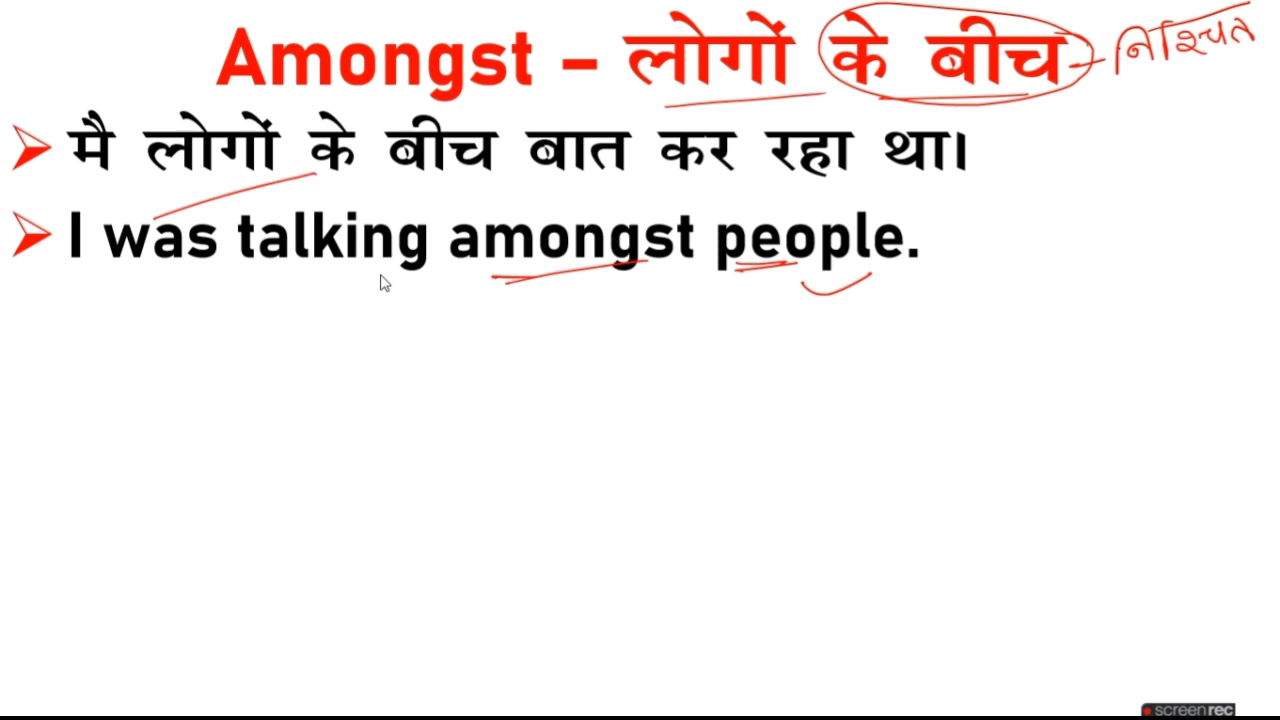 Amongst – लोगों के बीच → निश्चित
मै लोगों के बीच बात कर रहा था।
I was talking amongst people.
screenrec